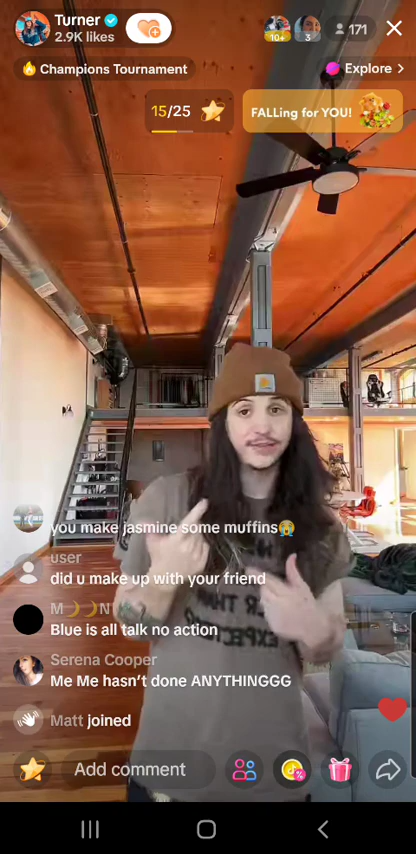 Turner
2.9K likes
10+
3
171
Champions Tournament
Explore >
15/25
FALLing for YOU!
you make jasmine some muffins😭
user
did u make up with your friend
M🌙🌙N
Blue is all talk no action
Serena Cooper
Me Me hasn't done ANYTHINGGG
Matt joined
Add comment